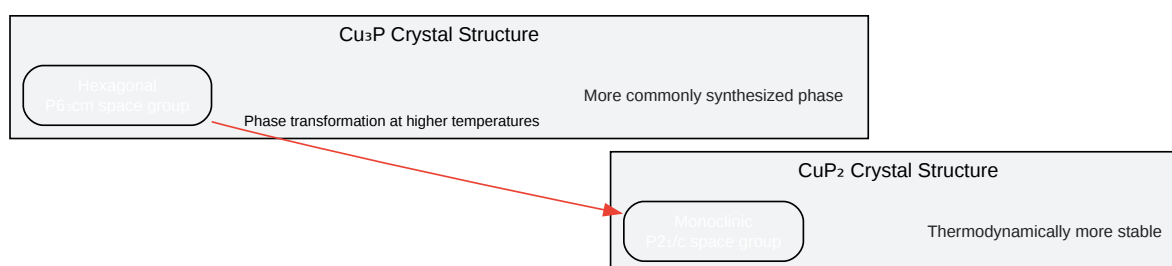 Cu₃P Crystal Structure
Hexagonal
P6₃cm space group
More commonly synthesized phase
Phase transformation at higher temperatures
CuP₂ Crystal Structure
Monoclinic
P2₁/c space group
Thermodynamically more stable